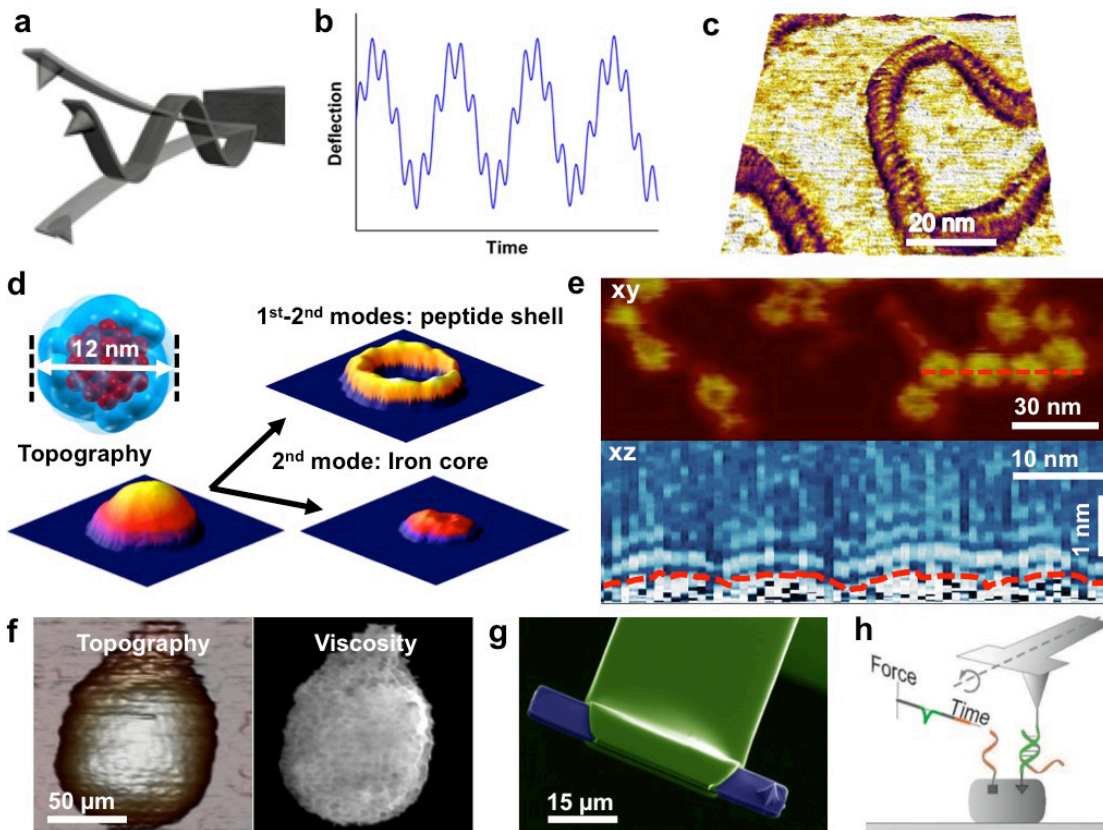 a
b
Deflection
Time
c
20 nm
d
12 nm
1st-2nd modes: peptide shell
Topography
2nd mode: Iron core
e
xy
30 nm
xz
10 nm
1 nm
f
Topography
Viscosity
50 µm
g
15 µm
h
Force
Time